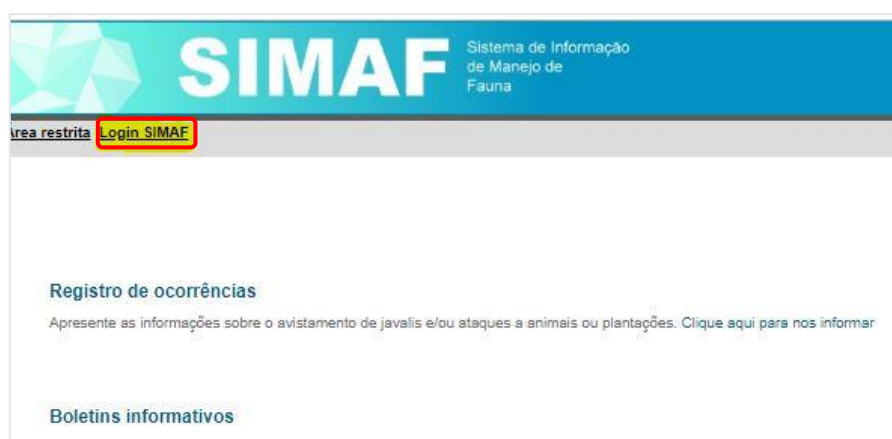 SIMAF
Sistema de Informação
de Manejo de
Fauna
Área restrita Login SIMAF
Registro de ocorrências
Apresente as informações sobre o avistamento de javalis e/ou ataques a animais ou plantações. Clique aqui para nos informar
Boletins informativos